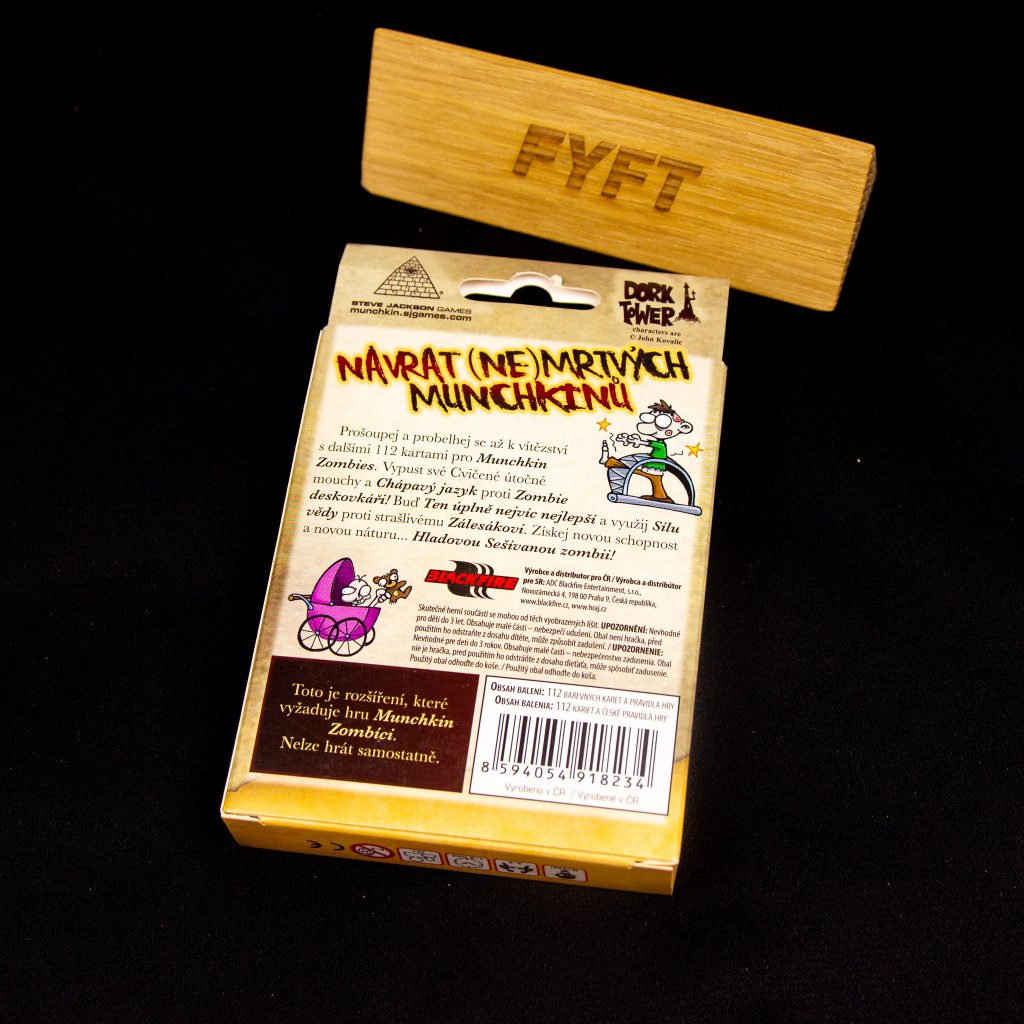 FYFT
STEVE JACKSON GAMES
munchkin.sjgames.com
DORK
TOWER
characters are
© John Kovalic
NÁVRAT (NE)MRTVÝCH
MUNCHKINŮ
Prošoupej a probelhej se až k vítězství
s dalšími 112 kartami pro Munchkin
Zombies. Vypust své Cvičené útočné
mouchy a Chápavý jazyk proti Zombie
deskovkáři! Buď Ten úplně nejvíc nejlepší a využij Sílu
vědy proti strašlivému Zálesákovi. Získej novou schopnost
a novou náturu... Hladovou Sešívanou zombii!
BLACKFIRE
Výrobce a distributor pro ČR / Výrobca a distribútor
pre SR: ADC Blackfire Entertainment, s.r.o.,
Novozámecká 4, 198 00 Praha 9, Česká republika,
www.blackfire.cz, www.hraj.cz
Skutečné herní součásti se mohou od těch vyobrazených lišit. UPOZORNĚNÍ: Nevhodné
pro děti do 3 let. Obsahuje malé části – nebezpečí udušení. Obal není hračka, před
použitím ho odstraňte z dosahu dítěte, může způsobit zadušení. / UPOZORNENIE:
Nevhodné pre deti do 3 rokov. Obsahuje malé časti – nebezpečenstvo zadusenia. Obal
nie je hračka, pred použitím ho odstráňte z dosahu dieťaťa, môže spôsobiť zadusenie.
Použitý obal odhoďte do koše. / Použitý obal odhoďte do koša.
Toto je rozšíření, které
vyžaduje hru Munchkin
Zombíci.
Nelze hrát samostatně.
OBSAH BALENÍ: 112 BAREVNÝCH KARET A PRAVIDLA HRY
OBSAH BALENIA: 112 KARIET A ČESKÉ PRAVIDLÁ HRY
8 594054 918234
Vyrobeno v ČR / Vyrobené v ČR
CE